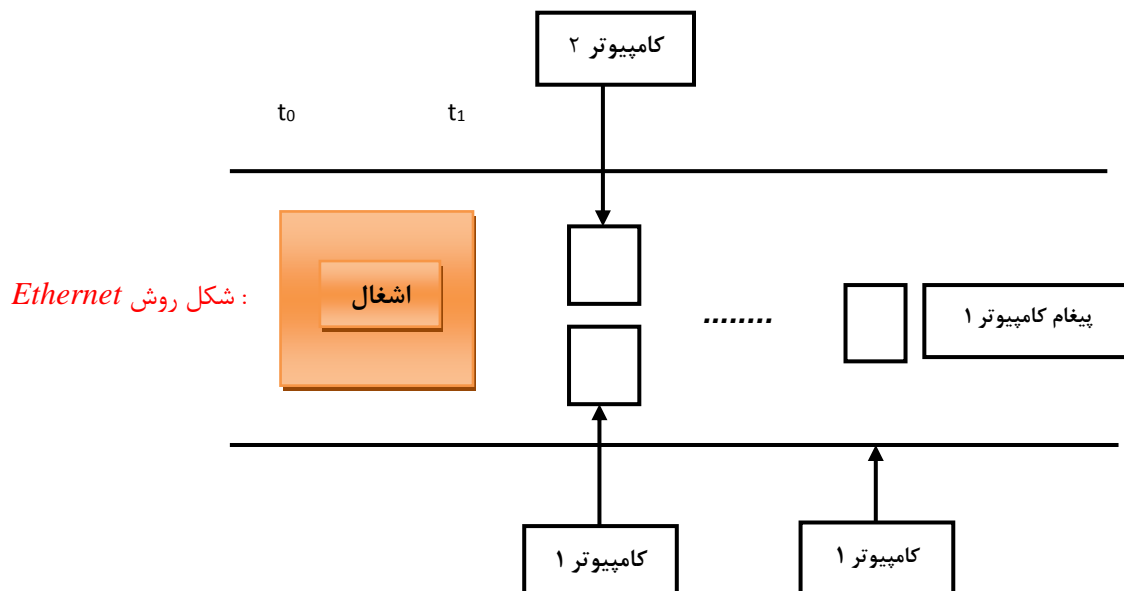 کامپیوتر ۲
t₀ t₁
شکل روش Ethernet :
اشغال
........
پیغام کامپیوتر ۱
کامپیوتر ۱
کامپیوتر ۱